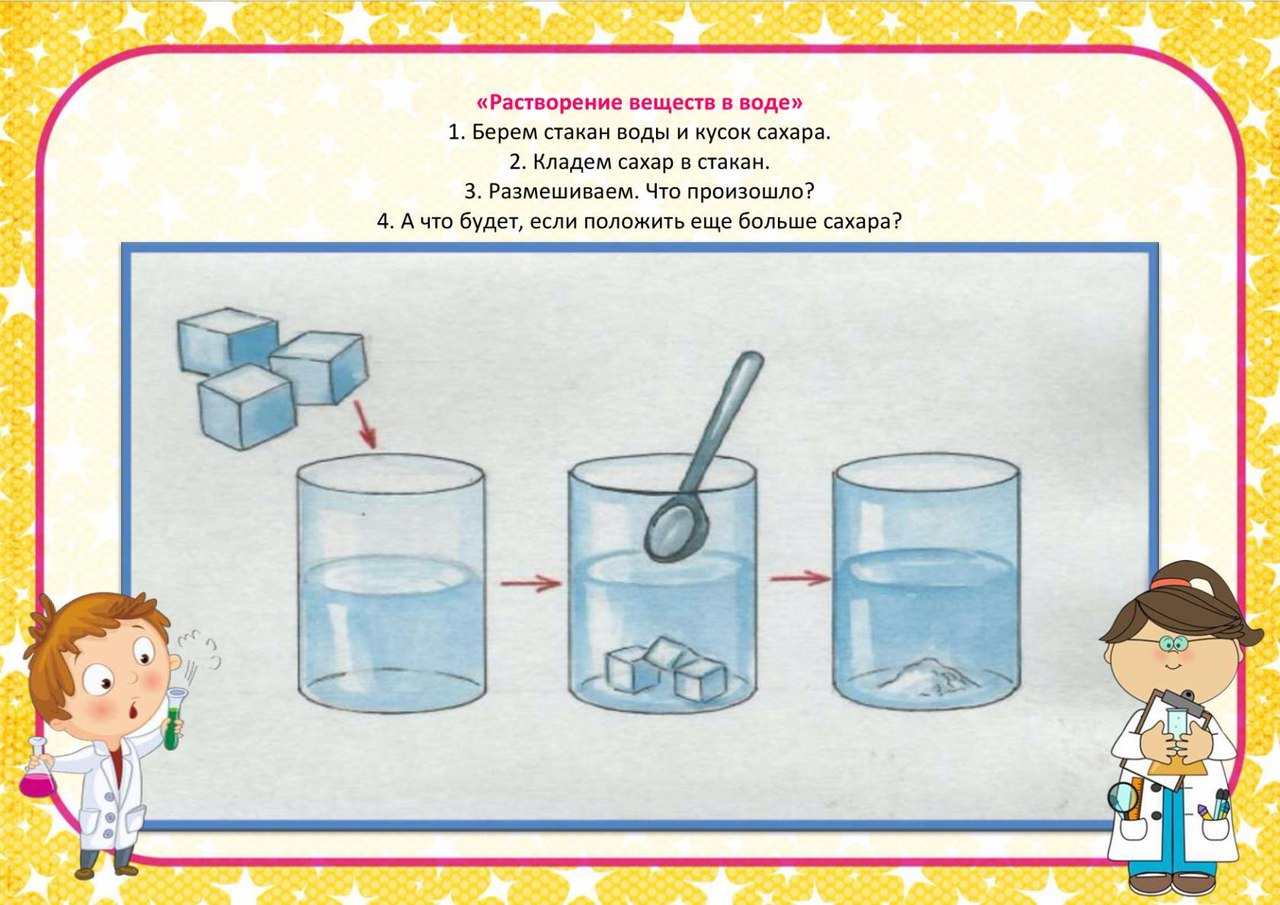 «Растворение веществ в воде»
1. Берем стакан воды и кусок сахара.
2. Кладем сахар в стакан.
3. Размешиваем. Что произошло?
4. А что будет, если положить еще больше сахара?